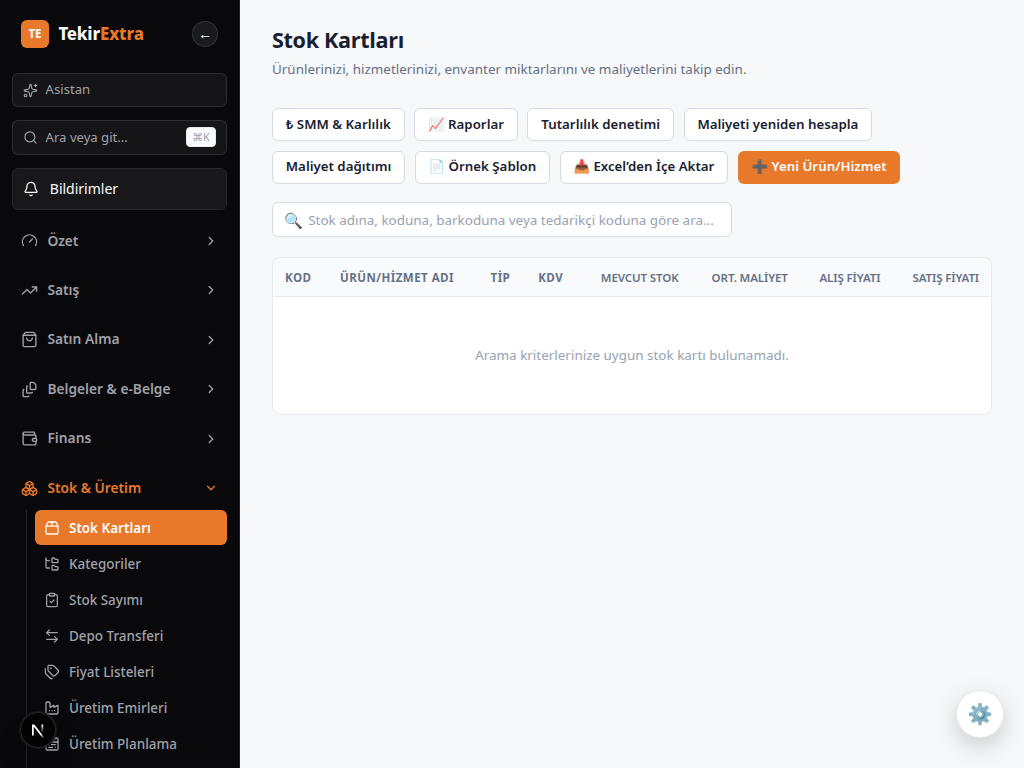 TE TekirExtra ←
Asistan
Ara veya git... ⌘K
Bildirimler
Özet
Satış
Satın Alma
Belgeler & e-Belge
Finans
Stok & Üretim
Stok Kartları
Kategoriler
Stok Sayımı
Depo Transferi
Fiyat Listeleri
Üretim Emirleri
N
Üretim Planlama
Stok Kartları
Ürünlerinizi, hizmetlerinizi, envanter miktarlarını ve maliyetlerini takip edin.
₺ SMM & Karlılık 📈 Raporlar Tutarlılık denetimi Maliyeti yeniden hesapla
Maliyet dağıtımı 📄 Örnek Şablon 📥 Excel'den İçe Aktar ➕ Yeni Ürün/Hizmet
🔍 Stok adına, koduna, barkoduna veya tedarikçi koduna göre ara...
KOD ÜRÜN/HİZMET ADI TİP KDV MEVCUT STOK ORT. MALİYET ALIŞ FİYATI SATIŞ FİYATI
Arama kriterlerinize uygun stok kartı bulunamadı.